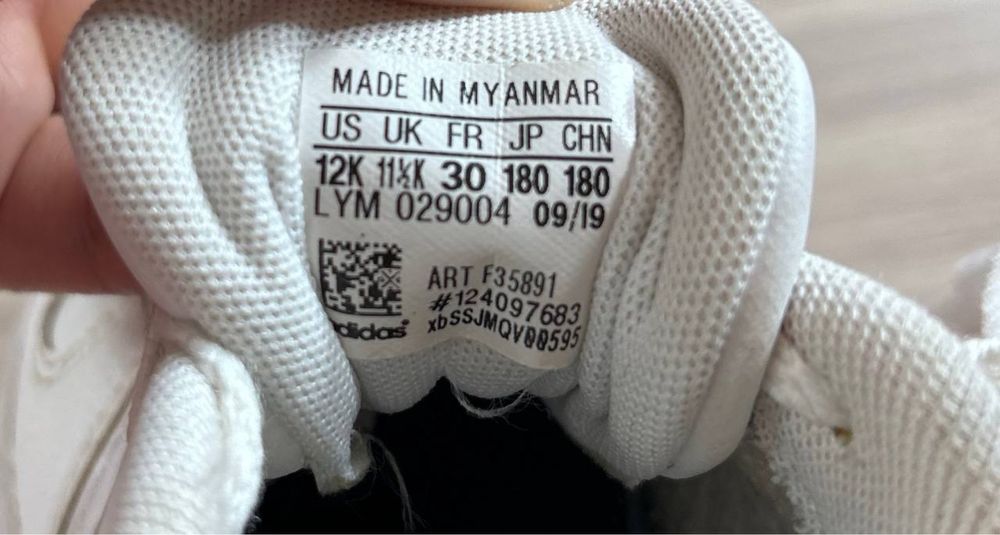 MADE IN MYANMAR
US UK FR JP CHN
12K 11½K 30 180 180
LYM 029004 09/19
ART F35891
#124097683
xbSSJMQV00595
adidas